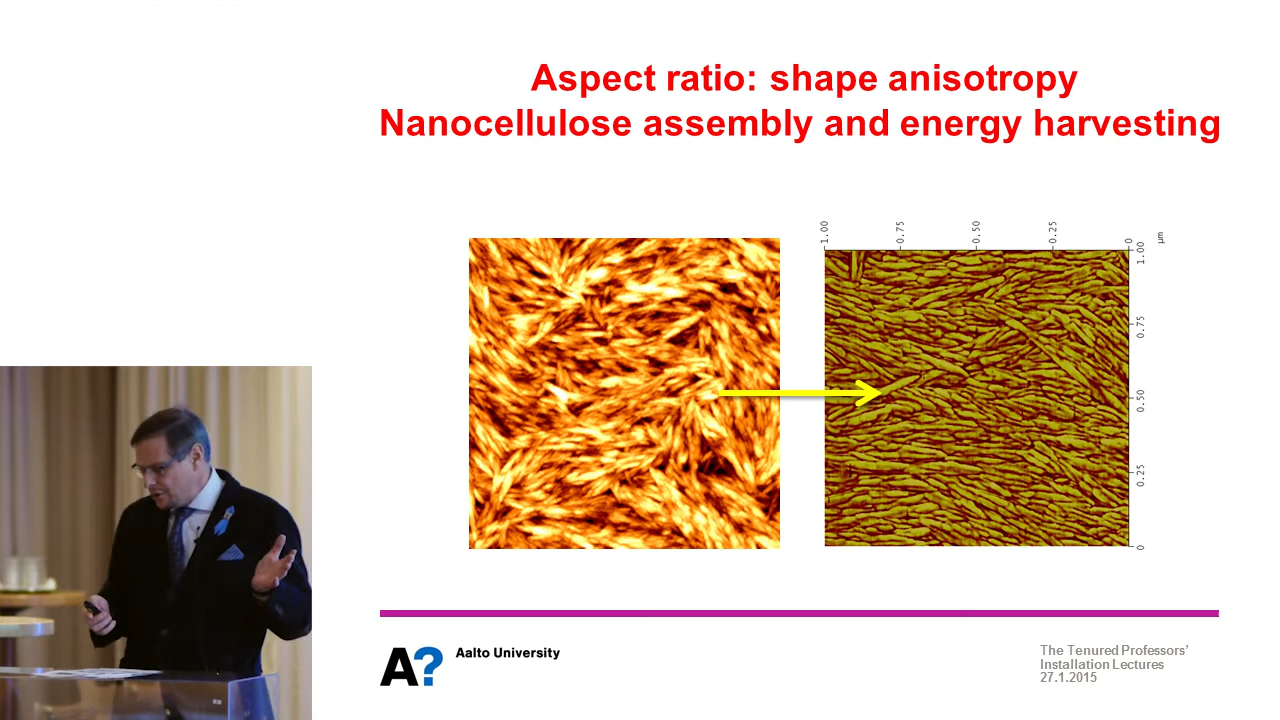 Aspect ratio: shape anisotropy
Nanocellulose assembly and energy harvesting
1.00
0.75
0.50
0.25
0
µm
1.00
0.75
0.50
0.25
0
A?
Aalto University
The Tenured Professors’
Installation Lectures
27.1.2015